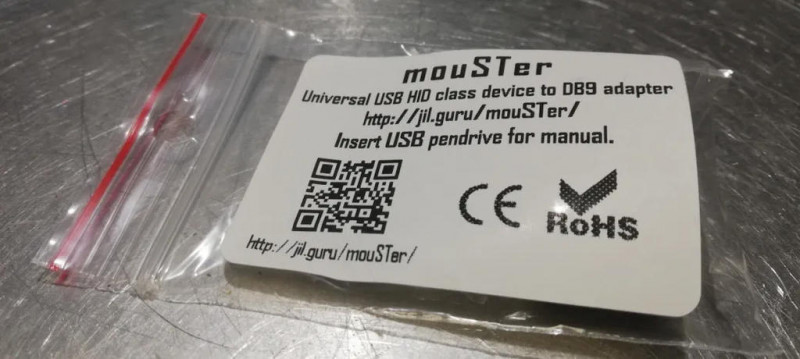 mouSTer
Universal USB HID class device to DB9 adapter
http://jil.guru/mouSTer/
Insert USB pendrive for manual.
CE
RoHS
http://jil.guru/mouSTer/